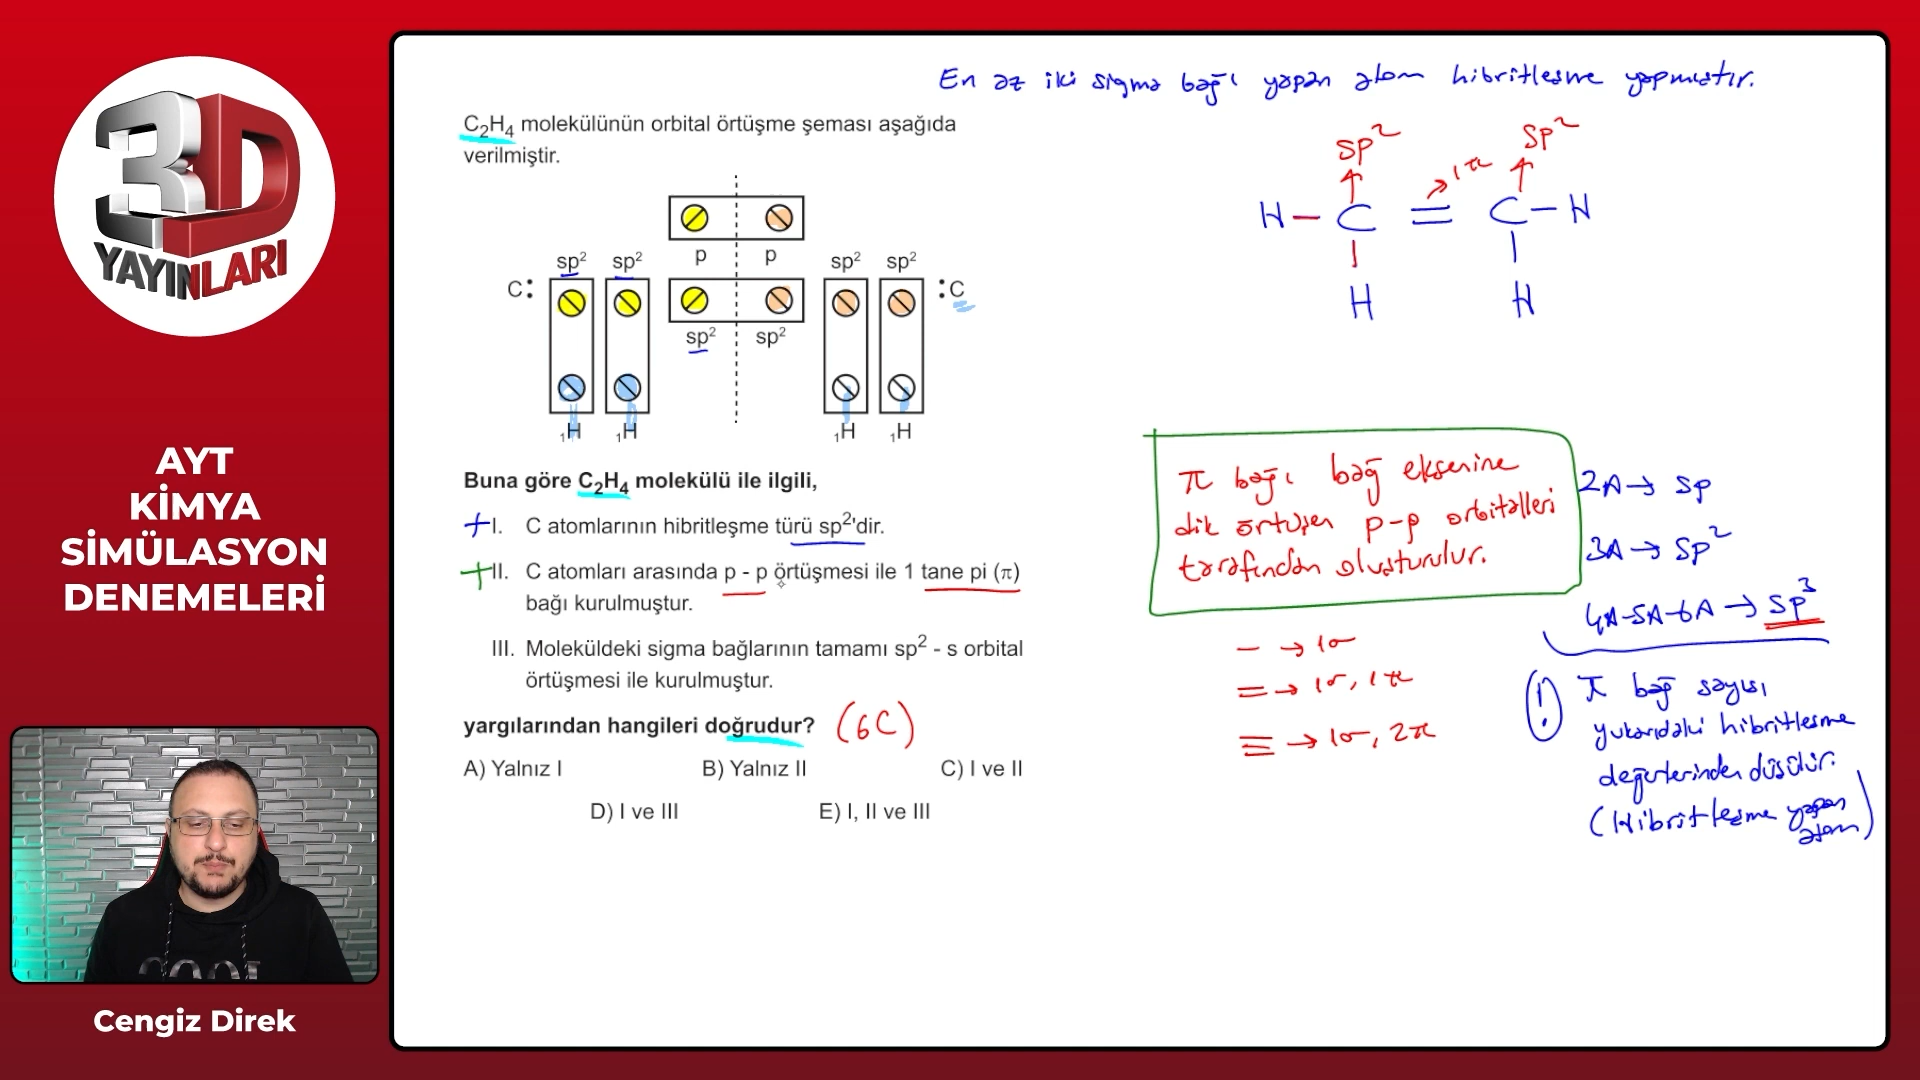 3D
YAYINLARI
AYT
KİMYA
SİMÜLASYON
DENEMELERİ
Cengiz Direk
En az iki sigma bağı yapan atom hibritleşme yapmıştır.
C₂H₄ molekülünün orbital örtüşme şeması aşağıda
verilmiştir.
p p
sp² sp² sp² sp²
C: :C
sp² sp²
₁H ₁H ₁H ₁H
Buna göre C₂H₄ molekülü ile ilgili,
+I. C atomlarının hibritleşme türü sp²'dir.
+II. C atomları arasında p - p örtüşmesi ile 1 tane pi (π)
bağı kurulmuştur.
III. Moleküldeki sigma bağlarının tamamı sp² - s orbital
örtüşmesi ile kurulmuştur.
yargılarından hangileri doğrudur? (6C)
A) Yalnız I B) Yalnız II C) I ve II
D) I ve III E) I, II ve III
sp² sp²
→ 1π
H – C = C – H
H H
π bağı bağ eksenine
dik örtüşen p-p orbitalleri
tarafından oluşturulur.
2A → sp
3A → sp²
4A-5A-6A → sp³
– → 1σ
= → 1σ, 1π
≡ → 1σ, 2π
! π bağ sayısı
yukarıdaki hibritleşme
değerlerinden düşülür.
(Hibritleşme yapan
atom)